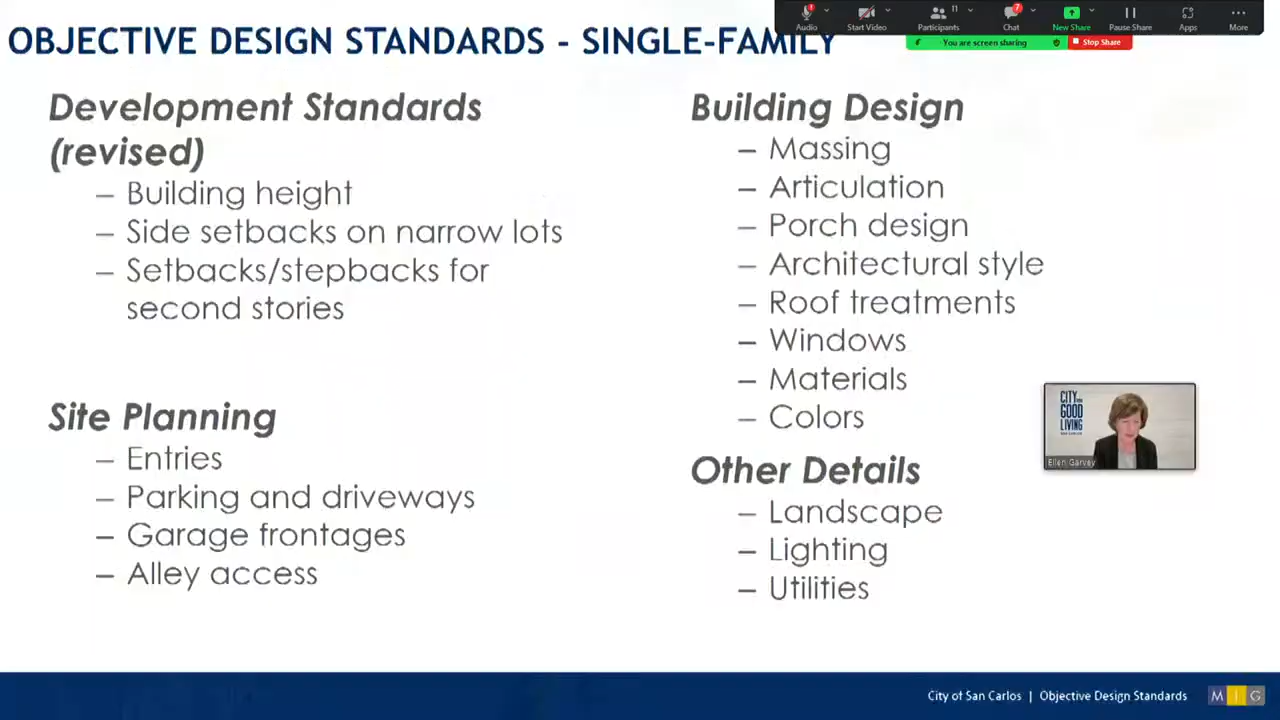 OBJECTIVE DESIGN STANDARDS - SINGLE-FAMILY
Audio
Start Video
11
Participants
7
Chat
New Share
Pause Share
Apps
More
You are screen sharing
Stop Share
Development Standards
(revised)
– Building height
– Side setbacks on narrow lots
– Setbacks/stepbacks for
second stories
Site Planning
– Entries
– Parking and driveways
– Garage frontages
– Alley access
Building Design
– Massing
– Articulation
– Porch design
– Architectural style
– Roof treatments
– Windows
– Materials
– Colors
Other Details
– Landscape
– Lighting
– Utilities
CITY
GOOD
LIVING
Ellen Garvey
City of San Carlos | Objective Design Standards
MIG